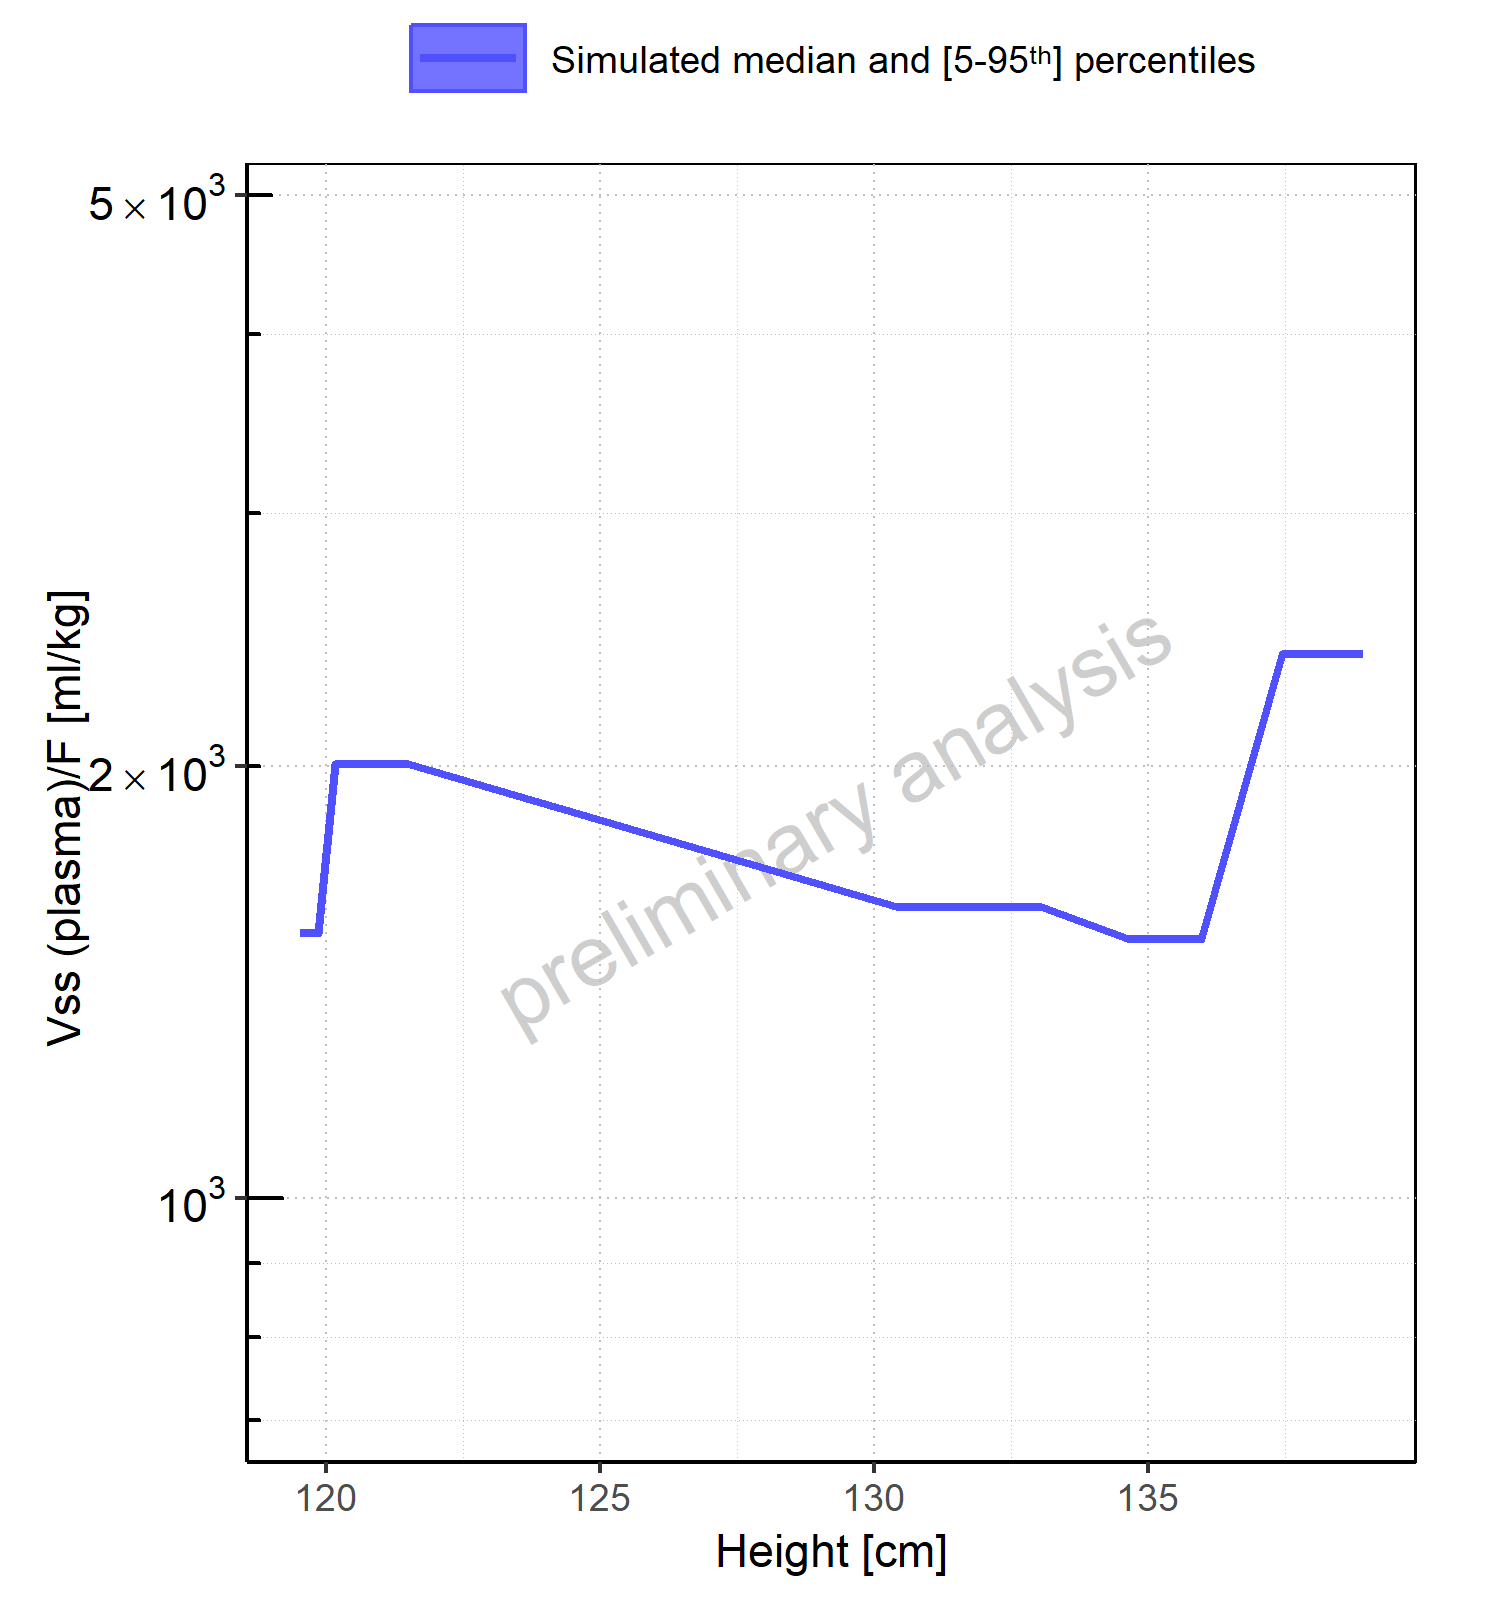 Simulated median and [5-95ᵗʰ] percentiles
5 × 10³
2 × 10³
10³
Vss (plasma)/F [ml/kg]
preliminary analysis
120 125 130 135
Height [cm]